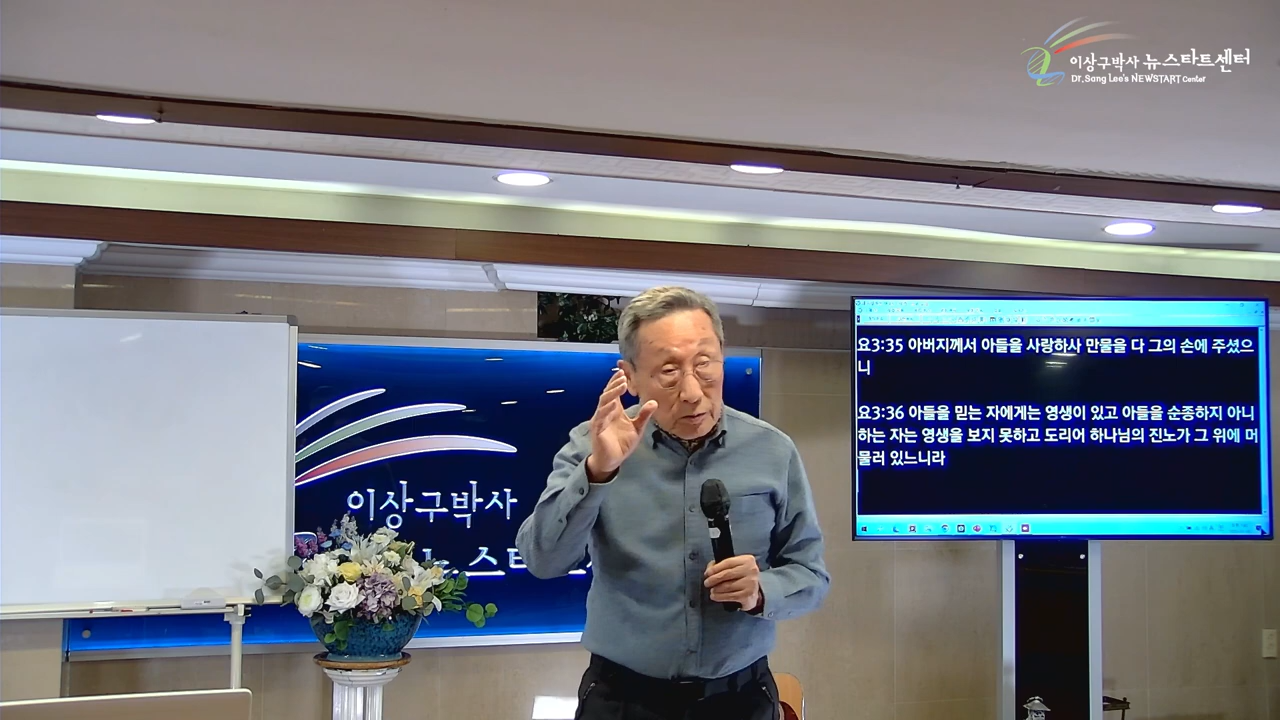 이상구박사 뉴스타트센터
Dr. Sang Lee's NEWSTART Center
요3:35 아버지께서 아들을 사랑하사 만물을 다 그의 손에 주셨으
니
요3:36 아들을 믿는 자에게는 영생이 있고 아들을 순종하지 아니
하는 자는 영생을 보지 못하고 도리어 하나님의 진노가 그 위에 머
물러 있느니라
이상구박사
뉴스타트